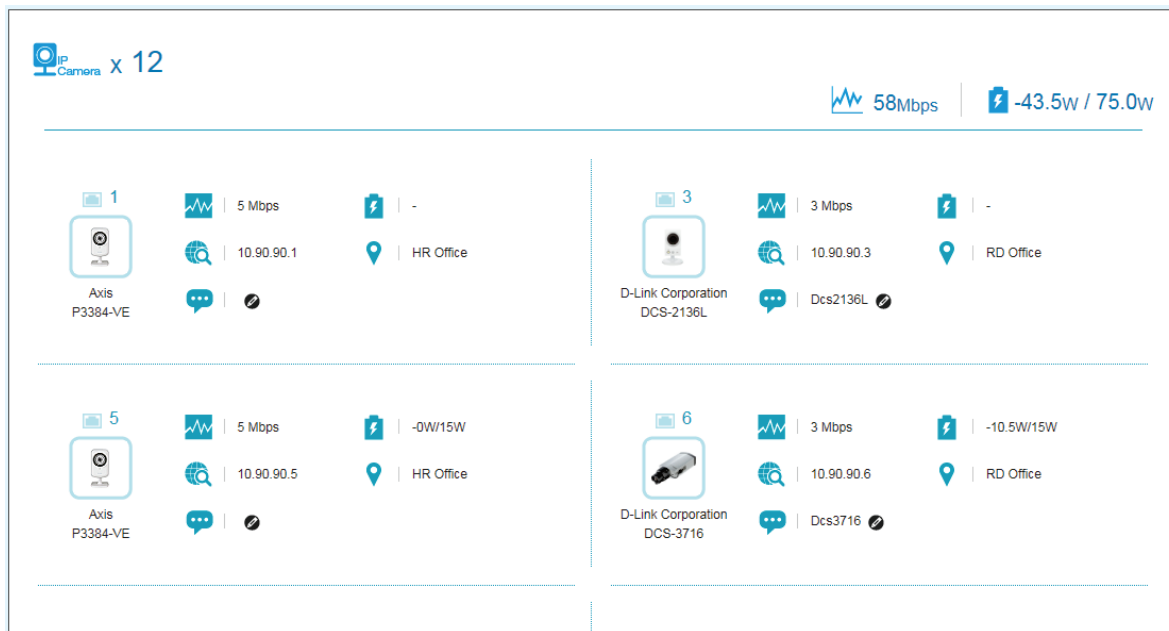 IP
Camera x 12
58Mbps -43.5W / 75.0W
1
5 Mbps -
10.90.90.1 HR Office
Axis
P3384-VE
3
3 Mbps -
10.90.90.3 RD Office
D-Link Corporation
DCS-2136L
Dcs2136L
5
5 Mbps -0W/15W
10.90.90.5 HR Office
Axis
P3384-VE
6
3 Mbps -10.5W/15W
10.90.90.6 RD Office
D-Link Corporation
DCS-3716
Dcs3716